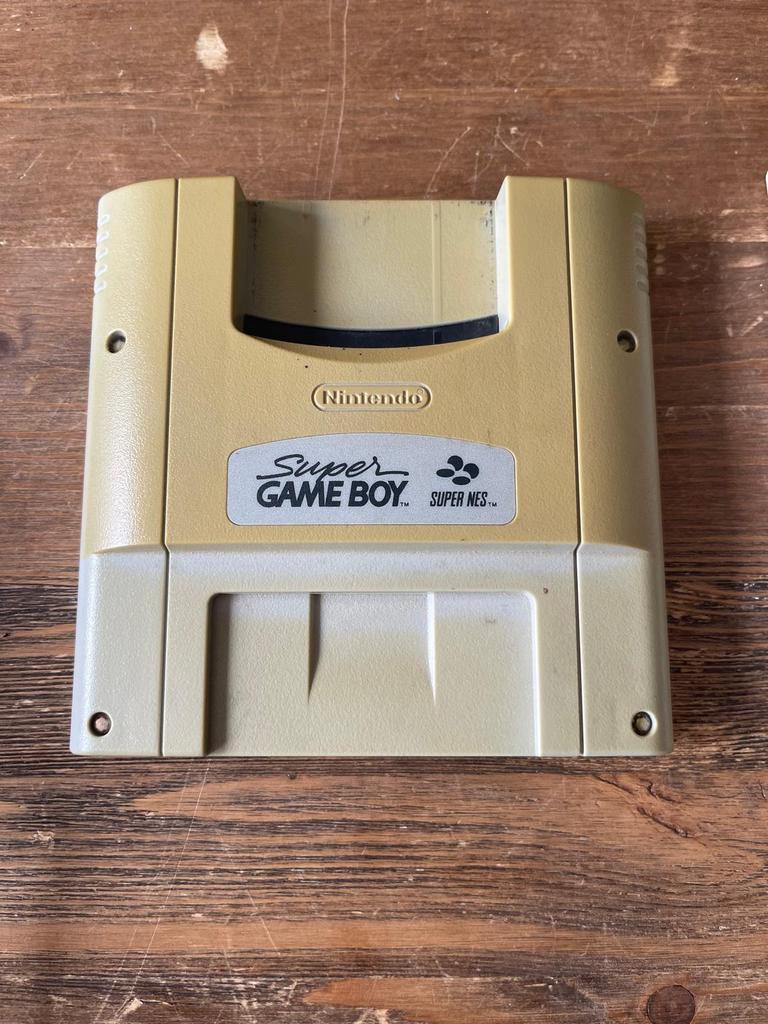 Nintendo®
Super
GAME BOY™
SUPER NES™